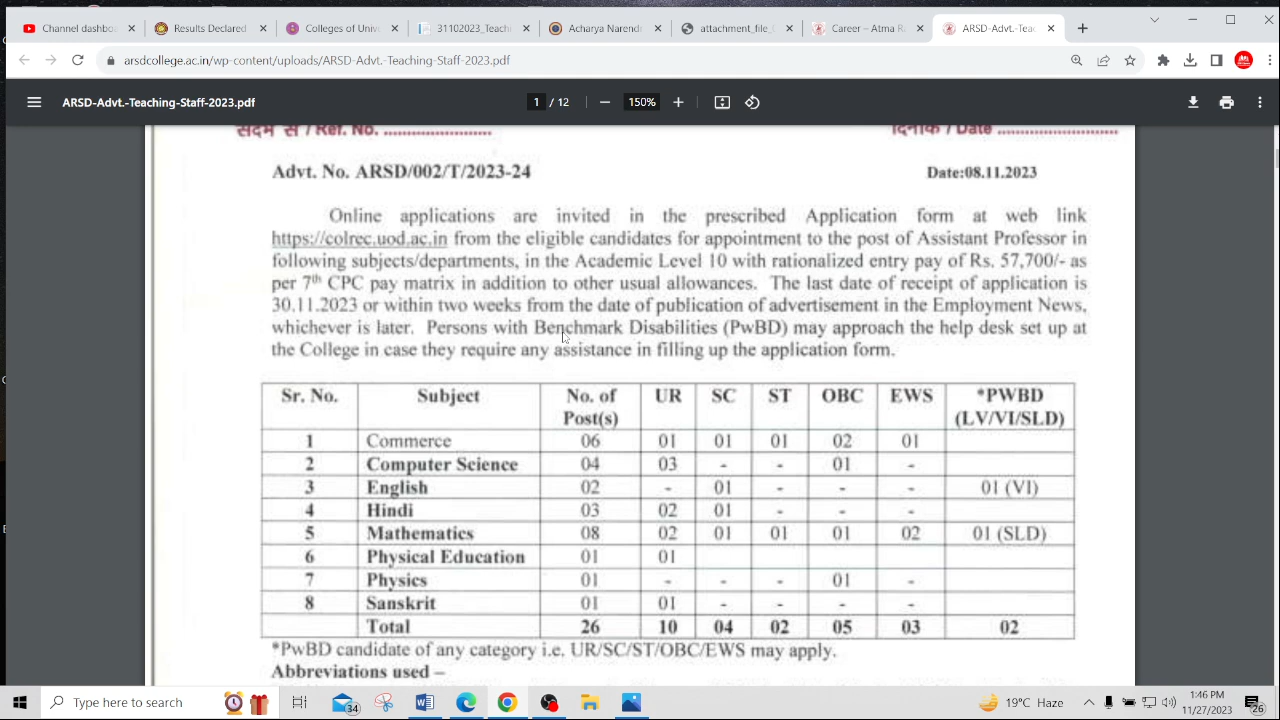 Channel dashbo Results Declared Colleges of Unive 31102023_Teach Acharya Narend attachment_file_ Career – Atma R ARSD-Advt.-Teac
arsdcollege.ac.in/wp-content/uploads/ARSD-Advt.-Teaching-Staff-2023.pdf
ARSD-Advt.-Teaching-Staff-2023.pdf 1 / 12 150%
संदर्भ सं / Ref. No. ........................ दिनांक / Date ...........................
Advt. No. ARSD/002/T/2023-24 Date:08.11.2023
Online applications are invited in the prescribed Application form at web link
https://colrec.uod.ac.in from the eligible candidates for appointment to the post of Assistant Professor in
following subjects/departments, in the Academic Level 10 with rationalized entry pay of Rs. 57,700/- as
per 7th CPC pay matrix in addition to other usual allowances. The last date of receipt of application is
30.11.2023 or within two weeks from the date of publication of advertisement in the Employment News,
whichever is later. Persons with Benchmark Disabilities (PwBD) may approach the help desk set up at
the College in case they require any assistance in filling up the application form.
Sr. No. Subject No. of Post(s) UR SC ST OBC EWS *PWBD (LV/VI/SLD)
1 Commerce 06 01 01 01 02 01
2 Computer Science 04 03 - - 01 -
3 English 02 - 01 - - - 01 (VI)
4 Hindi 03 02 01 - - -
5 Mathematics 08 02 01 01 01 02 01 (SLD)
6 Physical Education 01 01
7 Physics 01 - - - 01 -
8 Sanskrit 01 01 - - - -
Total 26 10 04 02 05 03 02
*PwBD candidate of any category i.e. UR/SC/ST/OBC/EWS may apply.
Abbreviations used –
Type here to search 34 19°C Haze 1:46 PM
11/27/2023 26